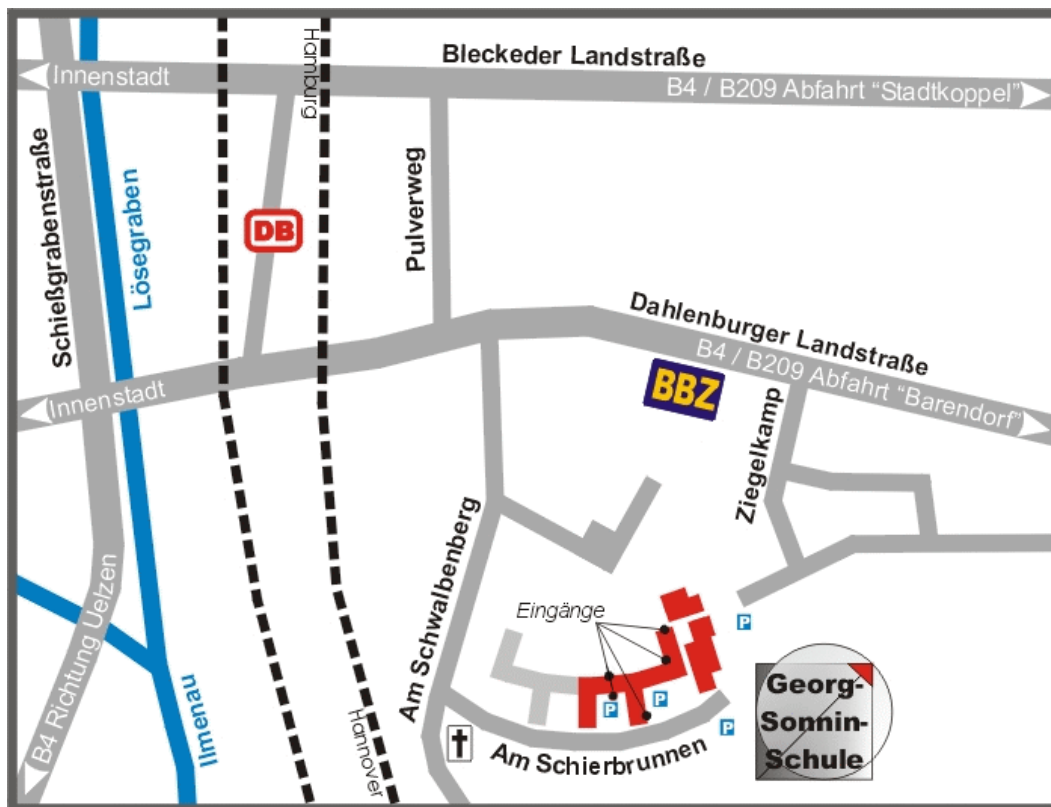 Bleckeder Landstraße
Innenstadt
Hamburg
B4 / B209 Abfahrt "Stadtkoppel"
Schießgrabenstraße
Lösegraben
DB
Pulverweg
Dahlenburger Landstraße
B4 / B209 Abfahrt "Barendorf"
Innenstadt
BBZ
Ziegelkamp
Am Schwalbenberg
Eingänge
P
P
P
P
B4 Richtung Uelzen
Ilmenau
Hannover
Am Schierbrunnen
Georg-
Sonnin-
Schule